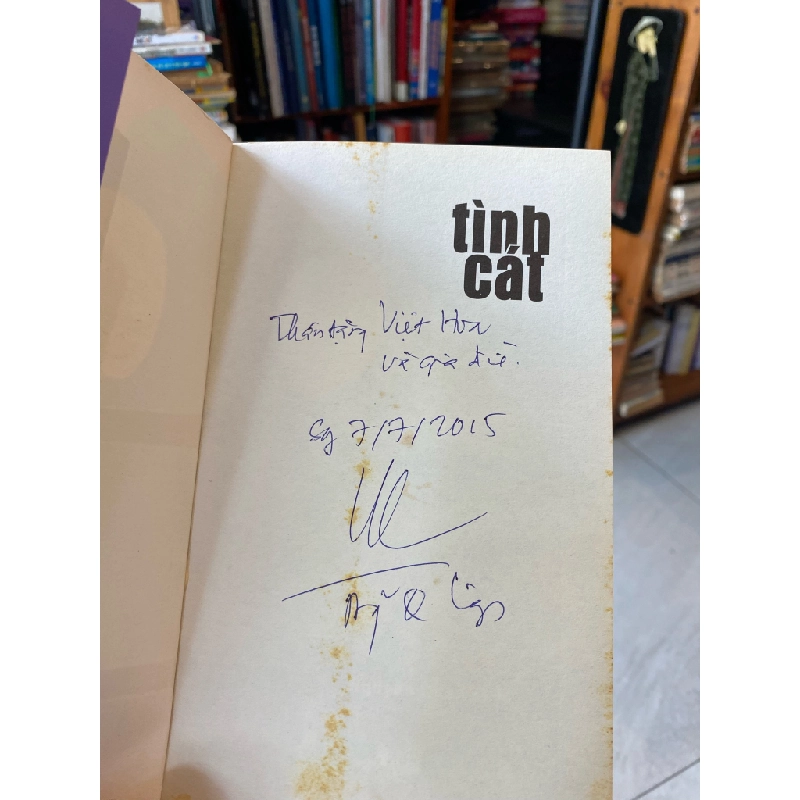 tình
cát
Thân tặng Việt Hoa
và gia đình.
Sg 7/7/2015